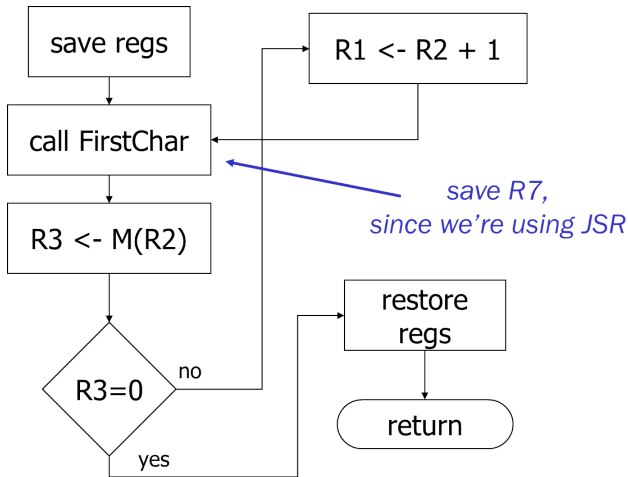 save regs
R1 <- R2 + 1
call FirstChar
save R7,
since we’re using JSR
R3 <- M(R2)
restore
regs
no
R3=0
return
yes